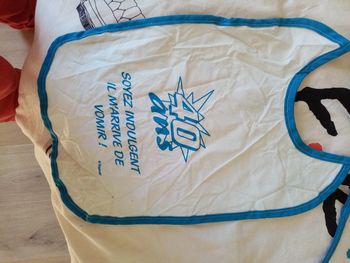 40
ans
SOYEZ INDULGENT
IL M'ARRIVE DE
VOMIR !